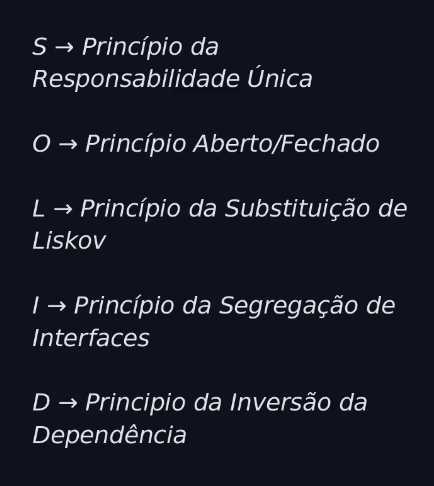 S → Princípio da
Responsabilidade Única
O → Princípio Aberto/Fechado
L → Princípio da Substituição de
Liskov
I → Princípio da Segregação de
Interfaces
D → Principio da Inversão da
Dependência